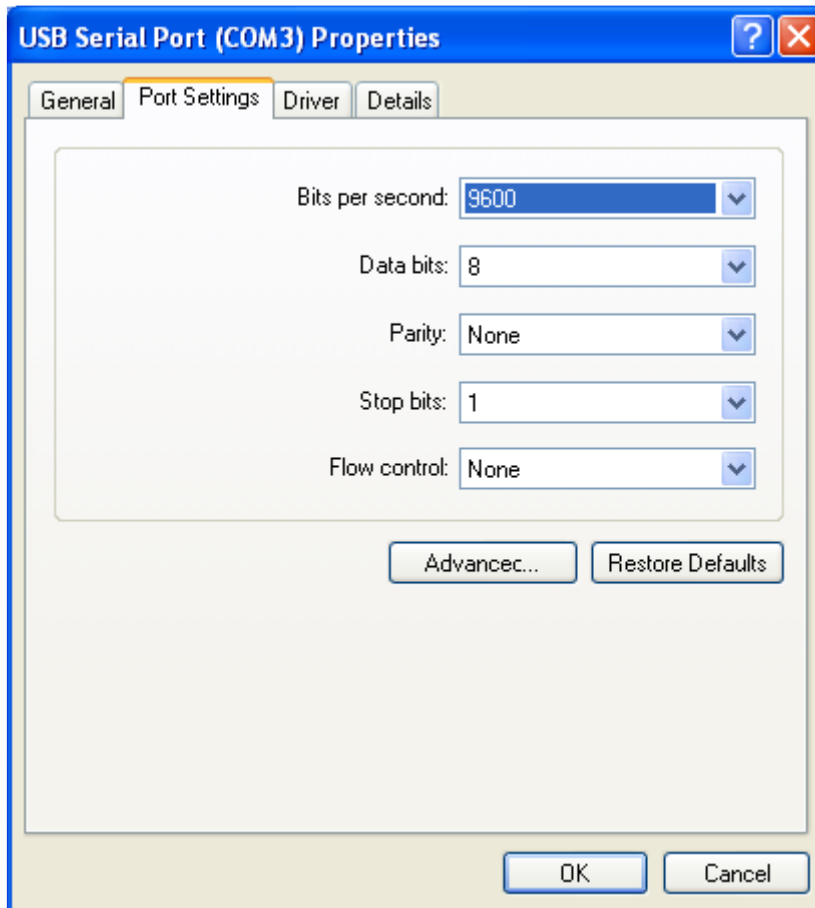 USB Serial Port (COM3) Properties
General Port Settings Driver Details
Bits per second: 9600
Data bits: 8
Parity: None
Stop bits: 1
Flow control: None
Advancec... Restore Defaults
OK Cancel